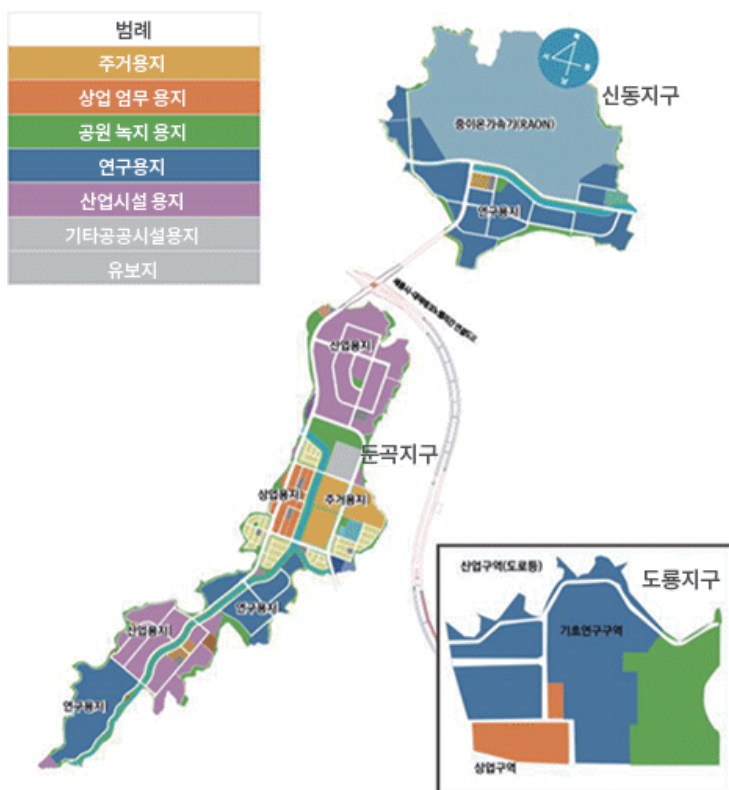 범례
주거용지
상업 엄무 용지
공원 녹지 용지
연구용지
산업시설 용지
기타공공시설용지
유보지
신동지구
중이온가속기(RAON)
연구용지
산업용지
둔곡지구
상업용지
주거용지
연구용지
산업용지
연구용지
산업구역(도로등)
도룡지구
기초연구구역
상업구역